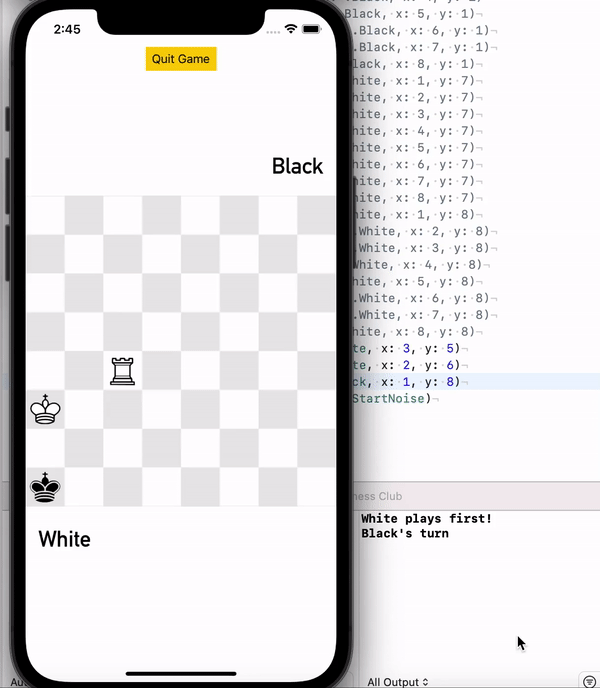 2:45
Quit Game
Black
White
Black, x: 5, y: 1)
.Black, x: 6, y: 1)
.Black, x: 7, y: 1)
lack, x: 8, y: 1)
hite, x: 1, y: 7)
hite, x: 2, y: 7)
hite, x: 3, y: 7)
hite, x: 4, y: 7)
hite, x: 5, y: 7)
hite, x: 6, y: 7)
hite, x: 7, y: 7)
hite, x: 8, y: 7)
hite, x: 1, y: 8)
.White, x: 2, y: 8)
.White, x: 3, y: 8)
White, x: 4, y: 8)
hite, x: 5, y: 8)
.White, x: 6, y: 8)
.White, x: 7, y: 8)
hite, x: 8, y: 8)
te, x: 3, y: 5)
te, x: 2, y: 6)
ck, x: 1, y: 8)
StartNoise)
hess Club
White plays first!
Black's turn
Au
All Output